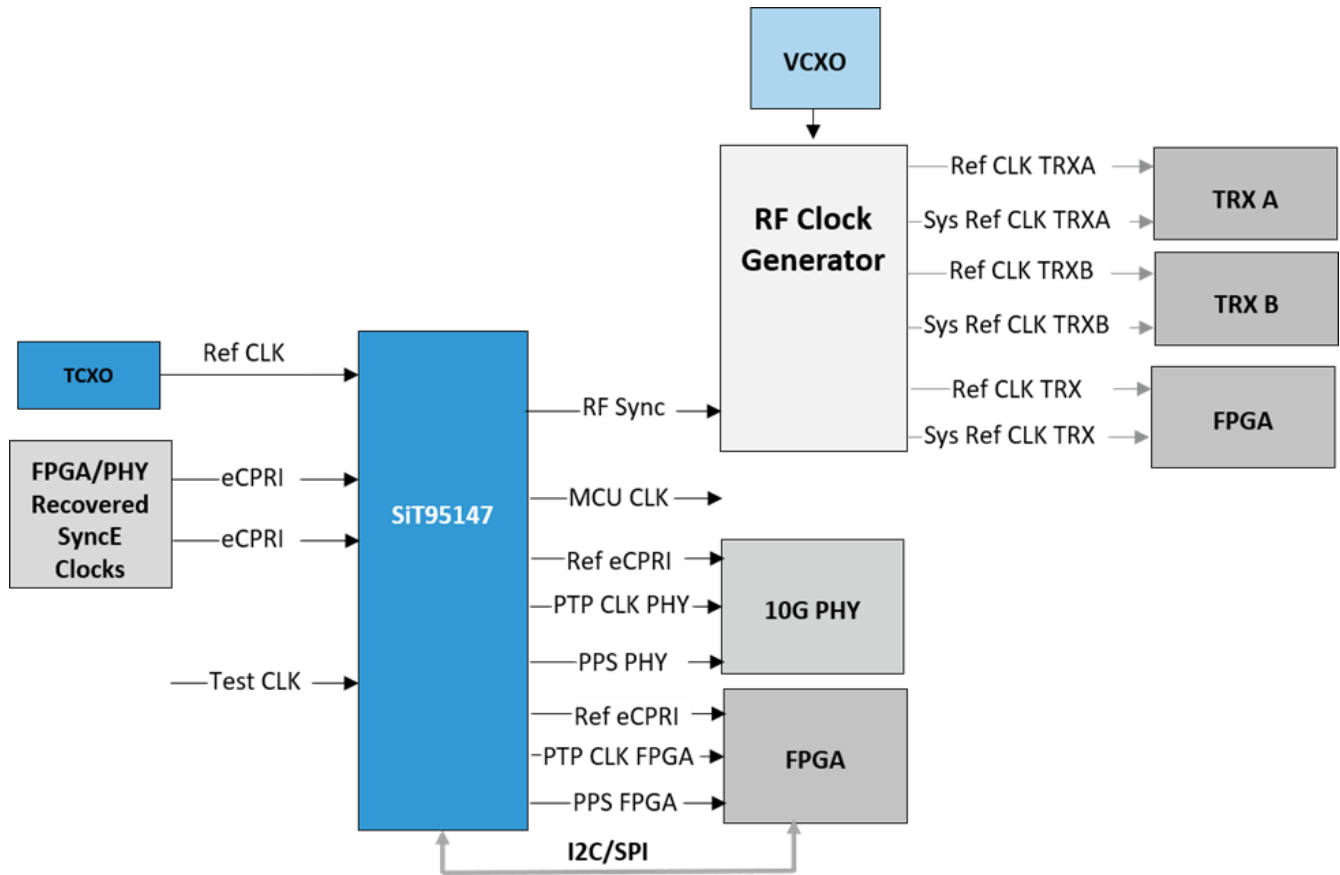 VCXO
RF Clock
Generator
Ref CLK TRXA
Sys Ref CLK TRXA
TRX A
Ref CLK TRXB
Sys Ref CLK TRXB
TRX B
Ref CLK TRX
Sys Ref CLK TRX
FPGA
TCXO
Ref CLK
FPGA/PHY
Recovered
SyncE
Clocks
eCPRI
eCPRI
Test CLK
SiT95147
RF Sync
MCU CLK
Ref eCPRI
PTP CLK PHY
PPS PHY
10G PHY
Ref eCPRI
PTP CLK FPGA
PPS FPGA
FPGA
I2C/SPI